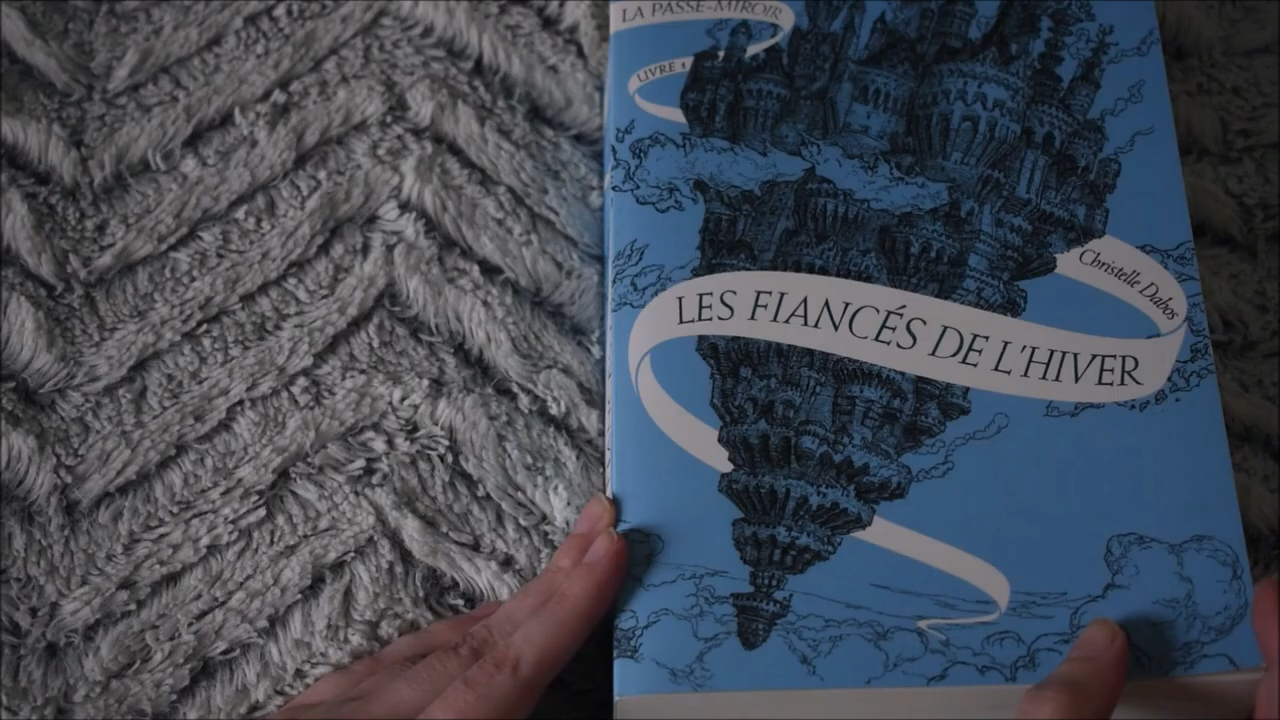 LA PASSE-MIROIR
LIVRE 1
Christelle Dabos
LES FIANCÉS DE L'HIVER